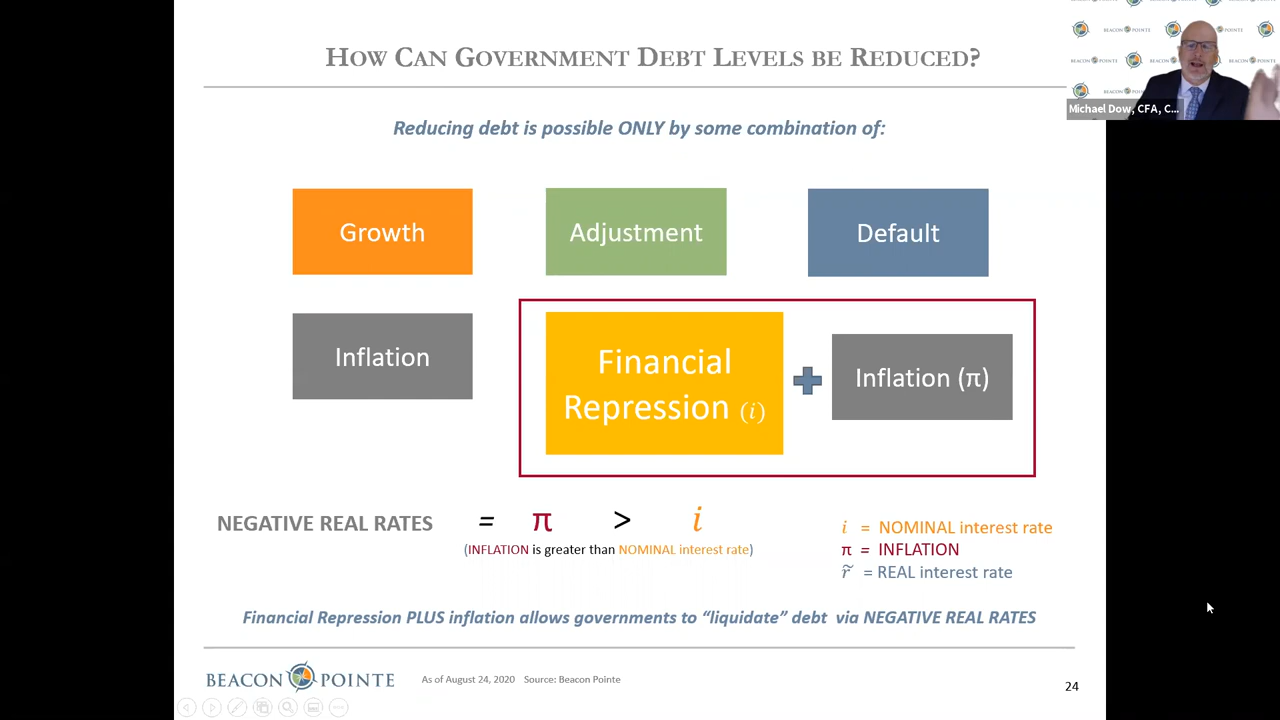 HOW CAN GOVERNMENT DEBT LEVELS BE REDUCED?
BEACON POINTE
Michael Dow, CFA, C...
Reducing debt is possible ONLY by some combination of:
Growth
Adjustment
Default
Inflation
Financial
Repression (i)
Inflation (π)
NEGATIVE REAL RATES = π > i
(INFLATION is greater than NOMINAL interest rate)
i = NOMINAL interest rate
π = INFLATION
r̃ = REAL interest rate
Financial Repression PLUS inflation allows governments to “liquidate” debt via NEGATIVE REAL RATES
BEACON POINTE
As of August 24, 2020 Source: Beacon Pointe
24